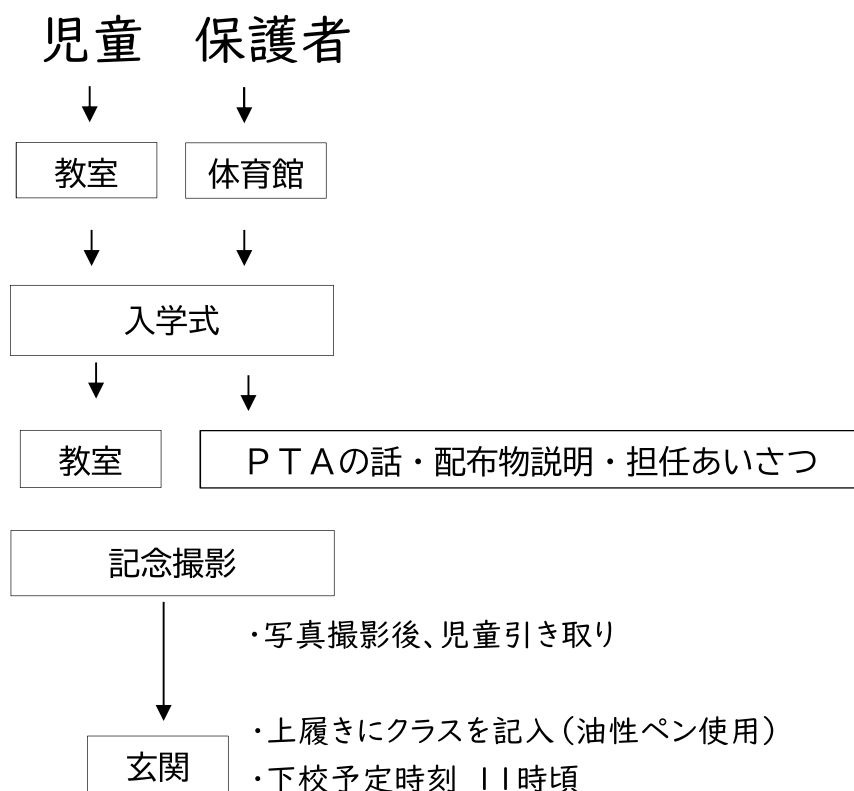 児童 保護者
教室 体育館
入学式
教室 ＰＴＡの話・配布物説明・担任あいさつ
記念撮影
・写真撮影後、児童引き取り
・上履きにクラスを記入（油性ペン使用）
玄関
・下校予定時刻 11時頃